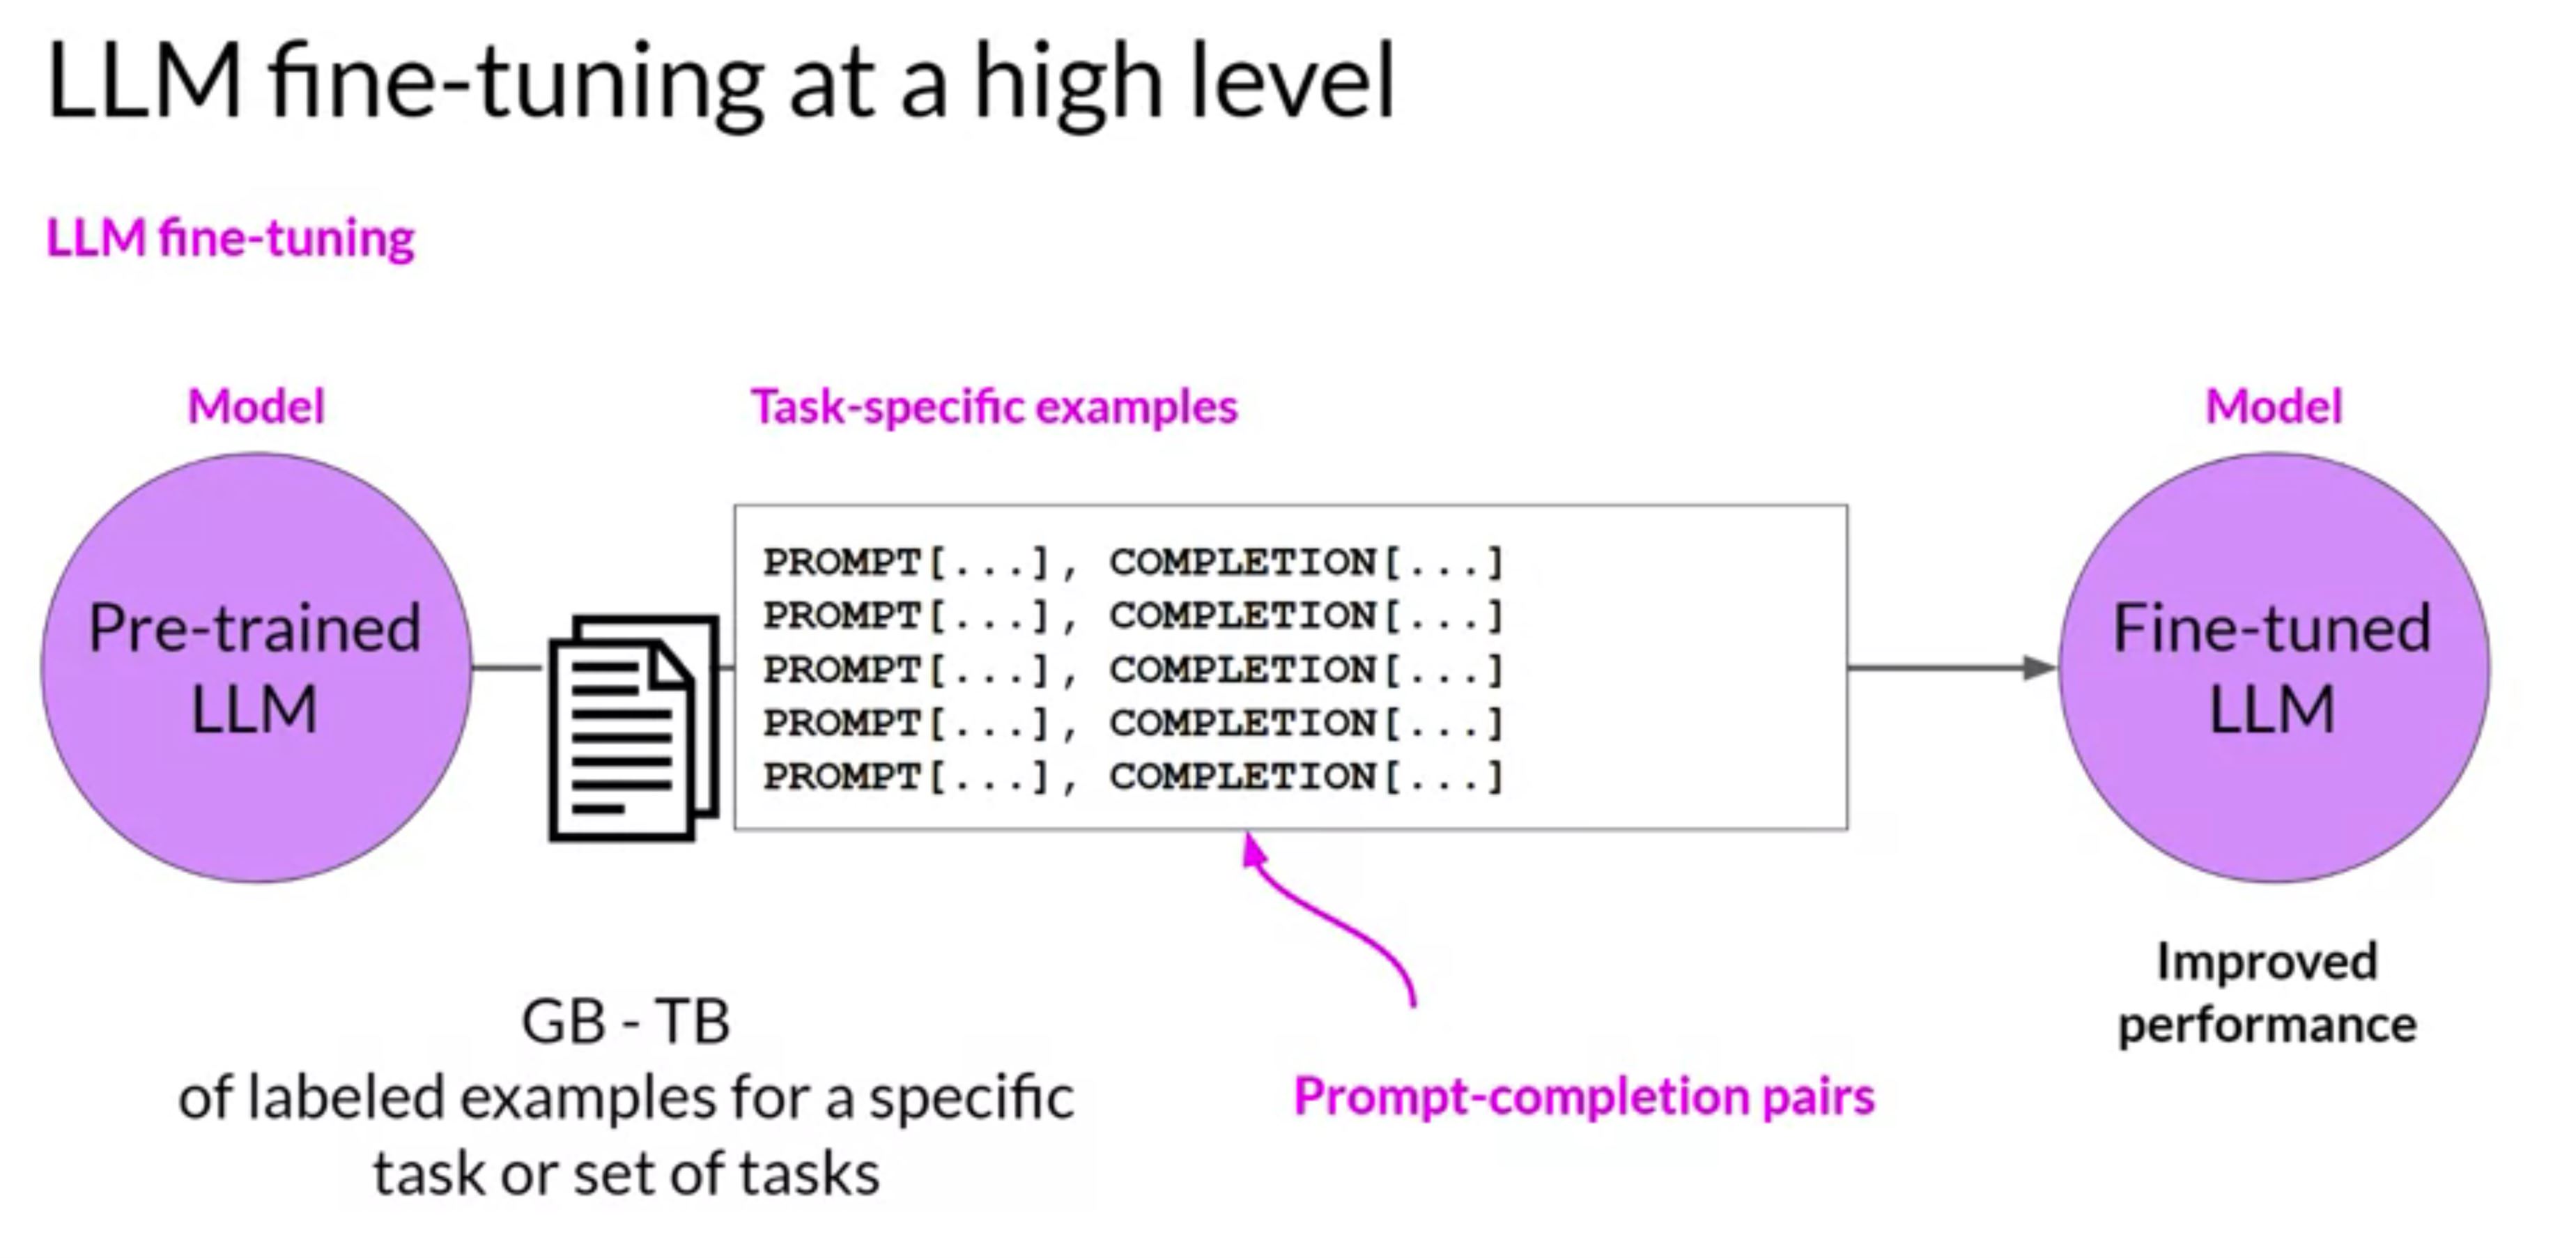 LLM fine-tuning at a high level
LLM fine-tuning
Model
Pre-trained
LLM
Task-specific examples
PROMPT[...], COMPLETION[...]
PROMPT[...], COMPLETION[...]
PROMPT[...], COMPLETION[...]
PROMPT[...], COMPLETION[...]
PROMPT[...], COMPLETION[...]
Model
Fine-tuned
LLM
GB - TB
of labeled examples for a specific
task or set of tasks
Prompt-completion pairs
Improved
performance